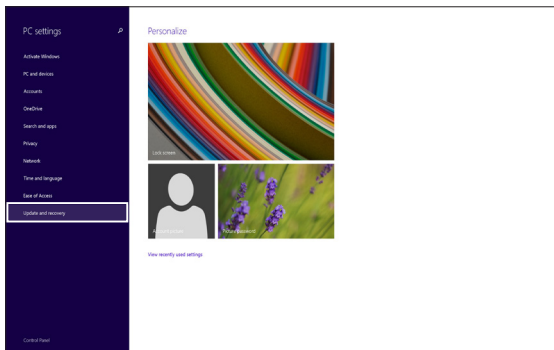 PC settings
Activate Windows
PC and devices
Accounts
OneDrive
Search and apps
Privacy
Network
Time and language
Ease of Access
Update and recovery
Control Panel
Personalize
Lock screen
Account picture
Picture password
View recently used settings